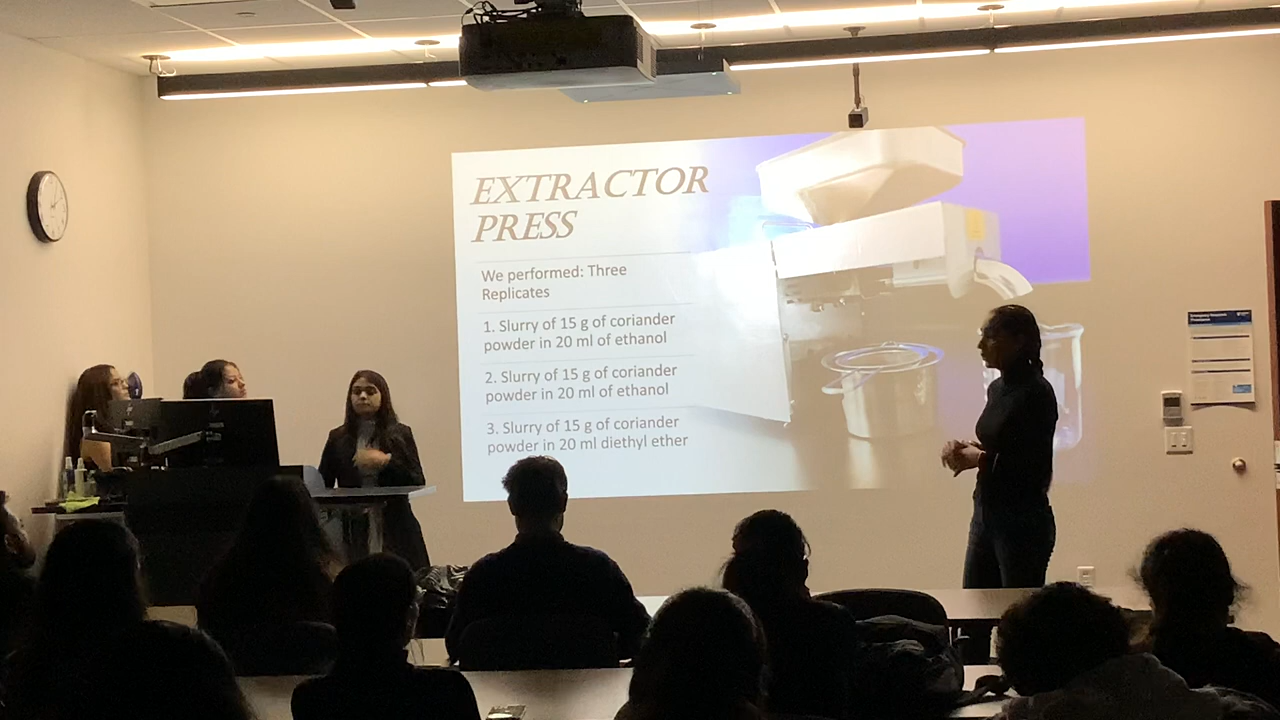 EXTRACTOR
PRESS
We performed: Three
Replicates
1. Slurry of 15 g of coriander
powder in 20 ml of ethanol
2. Slurry of 15 g of coriander
powder in 20 ml of ethanol
3. Slurry of 15 g of coriander
powder in 20 ml diethyl ether